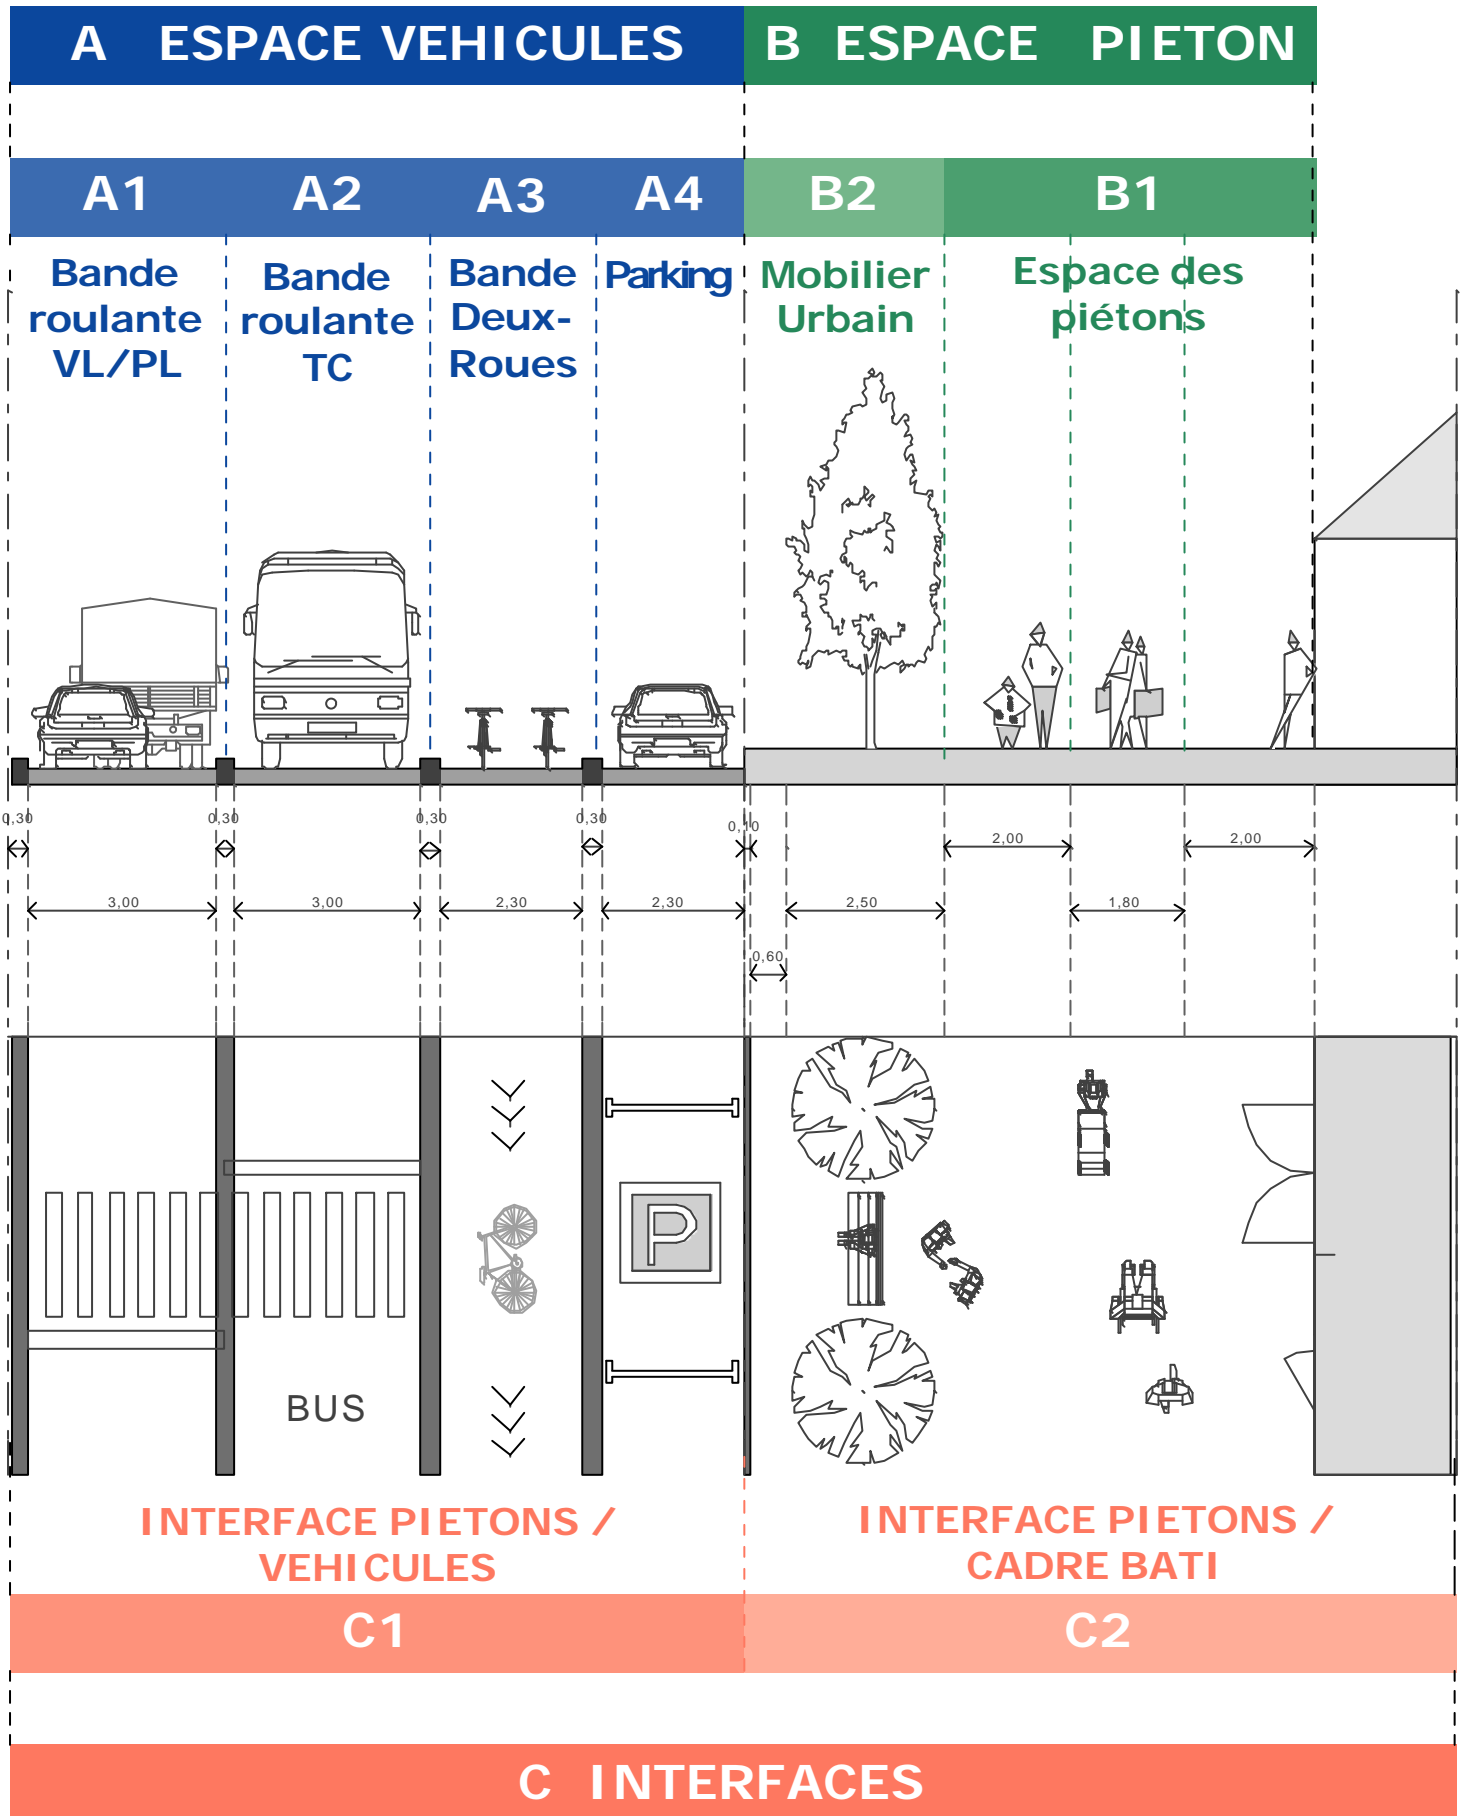 A ESPACE VEHICULES
B ESPACE PIETON
A1
A2
A3
A4
B2
B1
Bande
roulante
VL/PL
Bande
roulante
TC
Bande
Deux-
Roues
Parking
Mobilier
Urbain
Espace des
piétons
0,30
0,30
0,30
0,30
0,10
2,00
2,00
3,00
3,00
2,30
2,30
2,50
1,80
0,60
P
BUS
INTERFACE PIETONS /
VEHICULES
INTERFACE PIETONS /
CADRE BATI
C1
C2
C INTERFACES